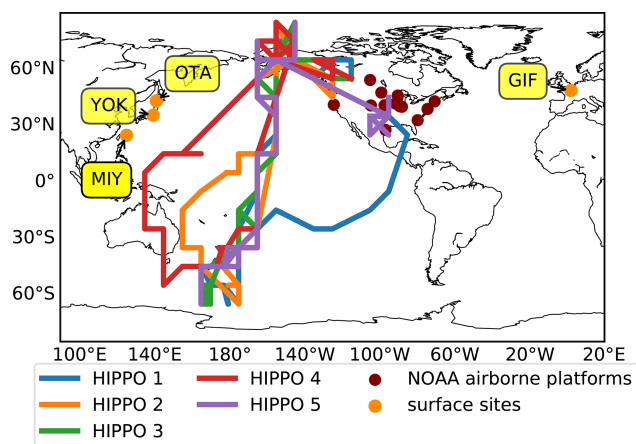 OTA
GIF
YOK
MIY
60°N
30°N
0°
30°S
60°S
100°E 140°E 180° 140°W 100°W 60°W 20°W 20°E
HIPPO 1 HIPPO 4 NOAA airborne platforms
HIPPO 2 HIPPO 5 surface sites
HIPPO 3